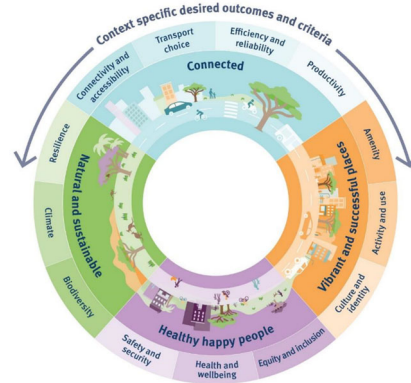 Context specific desired outcomes and criteria
Connectivity and
accessibility
Transport
choice
Efficiency and
reliability
Productivity
Connected
Amenity
Activity and use
Culture and
identity
Vibrant and successful places
Equity and inclusion
Health and
wellbeing
Safety and
security
Healthy happy people
Biodiversity
Climate
Resilience
Natural and sustainable